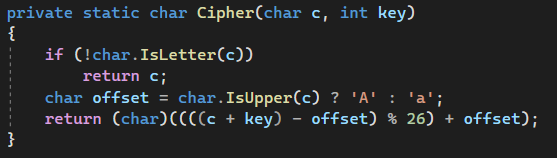 private static char Cipher(char c, int key)
{
    if (!char.IsLetter(c))
        return c;
    char offset = char.IsUpper(c) ? 'A' : 'a';
    return (char)((((c + key) - offset) % 26) + offset);
}